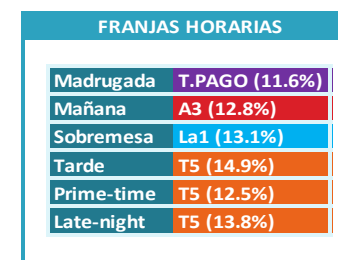 FRANJAS HORARIAS
Madrugada T.PAGO (11.6%)
Mañana A3 (12.8%)
Sobremesa La1 (13.1%)
Tarde T5 (14.9%)
Prime-time T5 (12.5%)
Late-night T5 (13.8%)